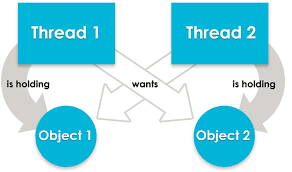 Thread 1
Thread 2
is holding
wants
is holding
Object 1
Object 2